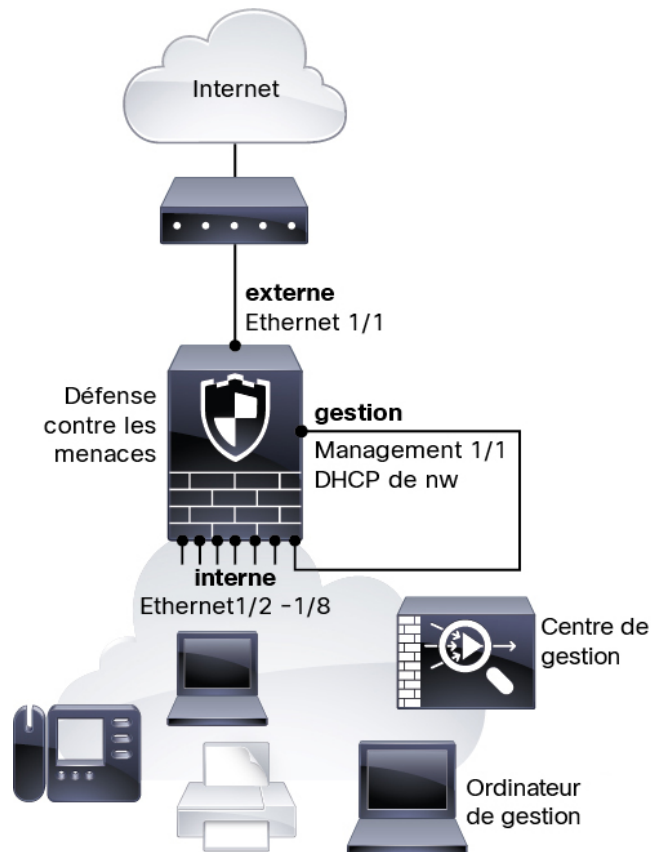 Internet
externe
Ethernet 1/1
Défense
contre les
menaces
gestion
Management 1/1
DHCP de nw
interne
Ethernet1/2 -1/8
Centre de
gestion
Ordinateur
de gestion